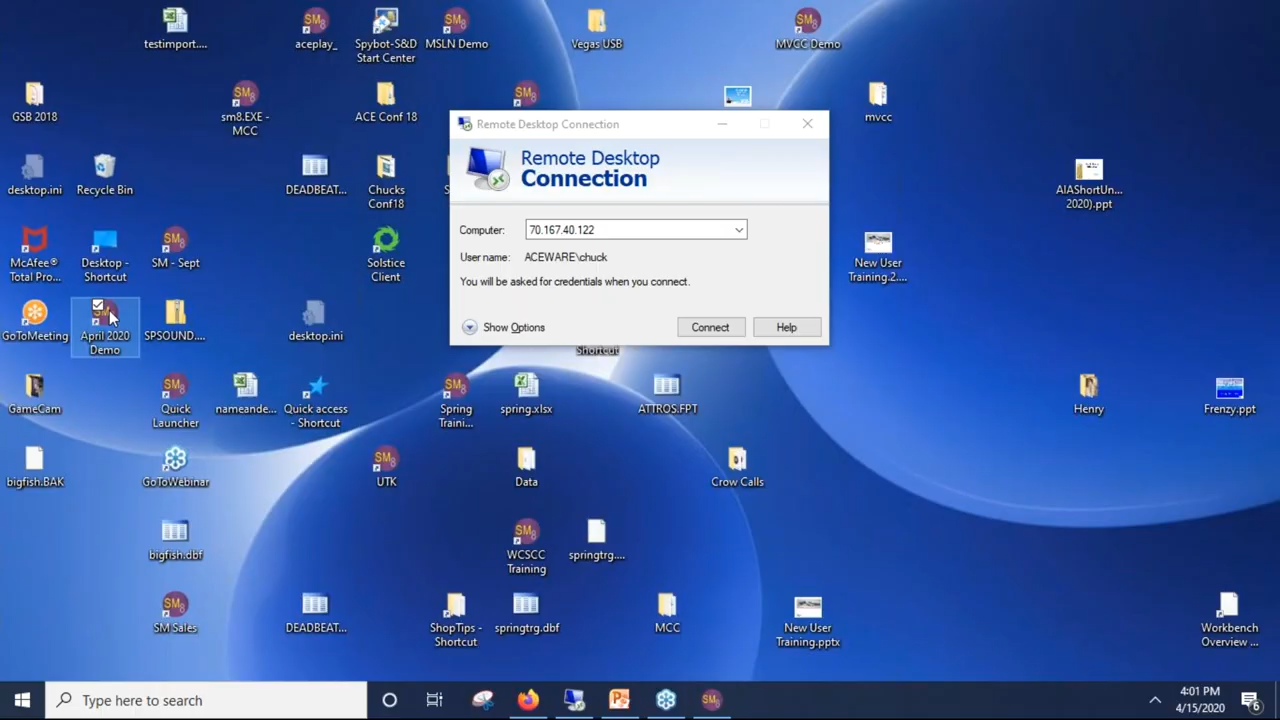 testimport....
aceplay_
Spybot-S&D
Start Center
MSLN Demo
Vegas USB
MVCC Demo
GSB 2018
sm8.EXE -
MCC
ACE Conf 18
mvcc
Remote Desktop Connection
Remote Desktop
Connection
Computer:
70.167.40.122
User name:
ACEWARE\chuck
You will be asked for credentials when you connect.
Show Options
Connect
Help
desktop.ini
Recycle Bin
DEADBEAT...
Chucks
Conf18
AIAShortUn...
2020).ppt
McAfee®
Total Pro...
Desktop -
Shortcut
SM - Sept
Solstice
Client
New User
Training.2....
GoToMeeting
April 2020
Demo
SPSOUND....
desktop.ini
Shortcut
GameCam
Quick
Launcher
nameande...
Quick access
- Shortcut
Spring
Traini...
spring.xlsx
ATTROS.FPT
Henry
Frenzy.ppt
bigfish.BAK
GoToWebinar
UTK
Data
Crow Calls
bigfish.dbf
WCSCC
Training
springtrg....
SM Sales
DEADBEAT...
ShopTips -
Shortcut
springtrg.dbf
MCC
New User
Training.pptx
Workbench
Overview ...
Type here to search
4:01 PM
4/15/2020
6